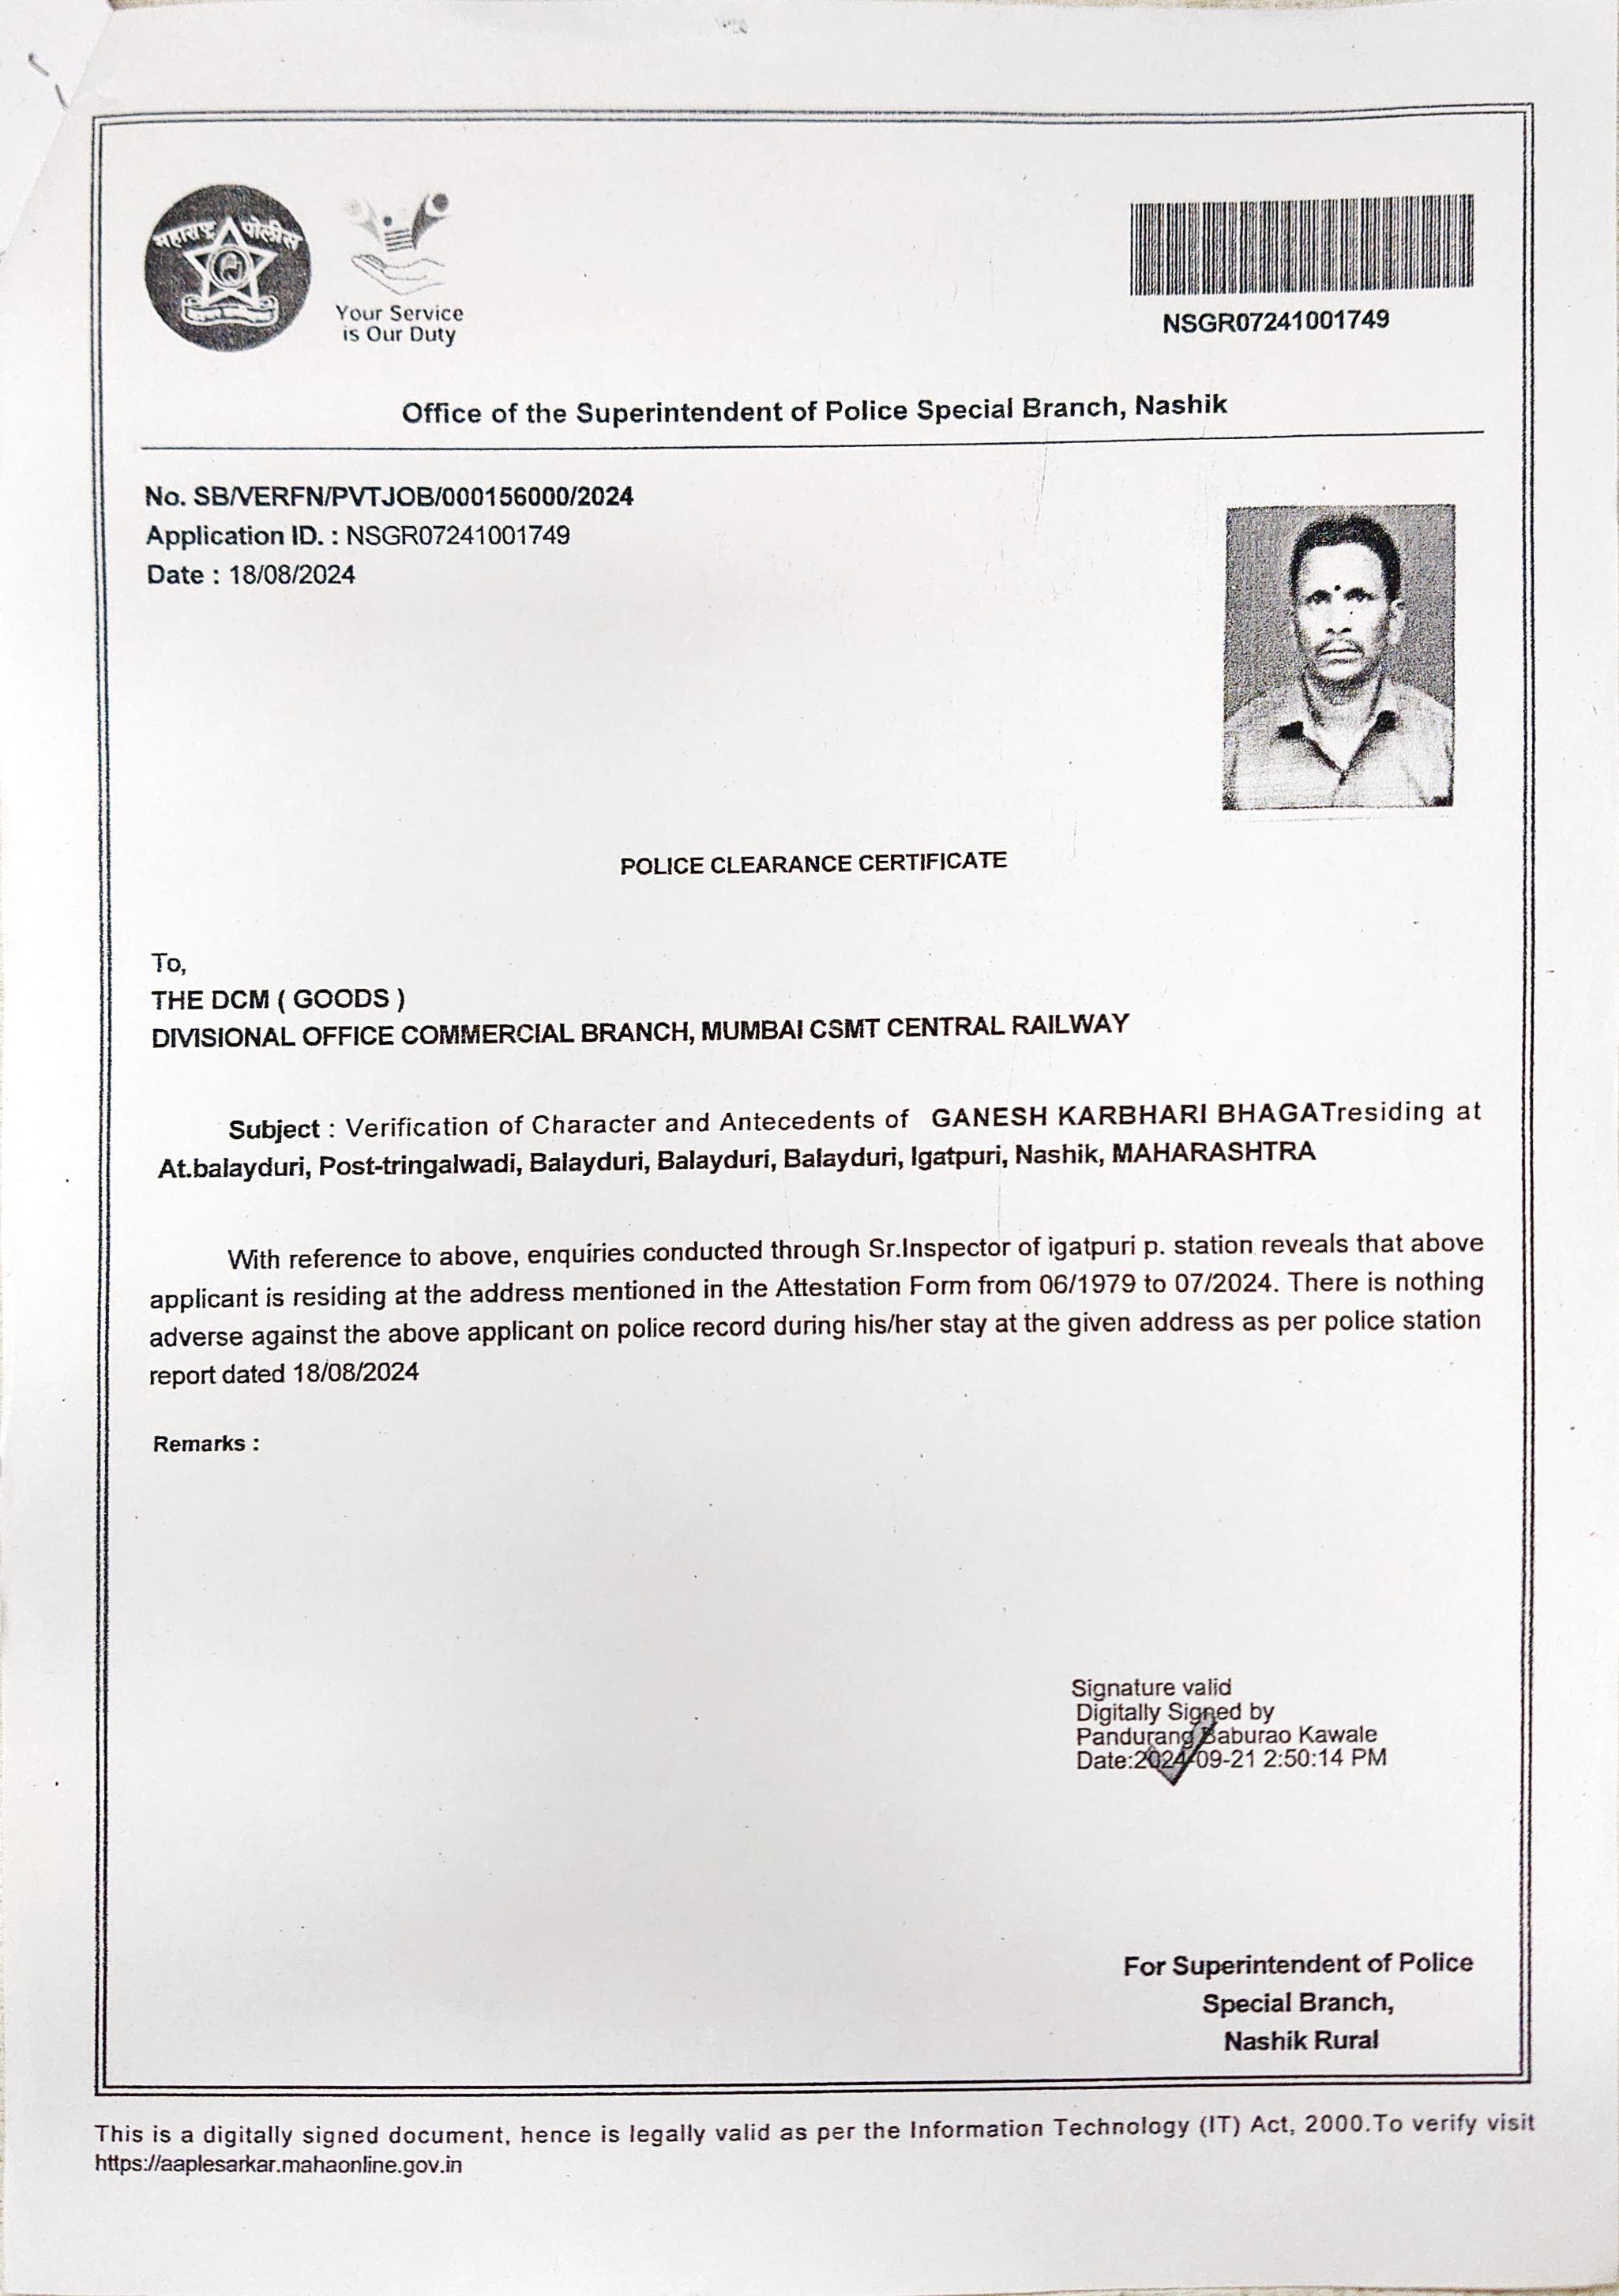 महाराष्ट्र पोलीस
Your Service
is Our Duty
NSGR07241001749
Office of the Superintendent of Police Special Branch, Nashik
No. SB/VERFN/PVTJOB/000156000/2024
Application ID. : NSGR07241001749
Date : 18/08/2024
POLICE CLEARANCE CERTIFICATE
To,
THE DCM ( GOODS )
DIVISIONAL OFFICE COMMERCIAL BRANCH, MUMBAI CSMT CENTRAL RAILWAY
Subject : Verification of Character and Antecedents of GANESH KARBHARI BHAGATresiding at
At.balayduri, Post-tringalwadi, Balayduri, Balayduri, Balayduri, Igatpuri, Nashik, MAHARASHTRA
With reference to above, enquiries conducted through Sr.Inspector of igatpuri p. station reveals that above
applicant is residing at the address mentioned in the Attestation Form from 06/1979 to 07/2024. There is nothing
adverse against the above applicant on police record during his/her stay at the given address as per police station
report dated 18/08/2024
Remarks :
Signature valid
Digitally Signed by
Pandurang Baburao Kawale
Date:2024-09-21 2:50:14 PM
For Superintendent of Police
Special Branch,
Nashik Rural
This is a digitally signed document, hence is legally valid as per the Information Technology (IT) Act, 2000.To verify visit
https://aaplesarkar.mahaonline.gov.in